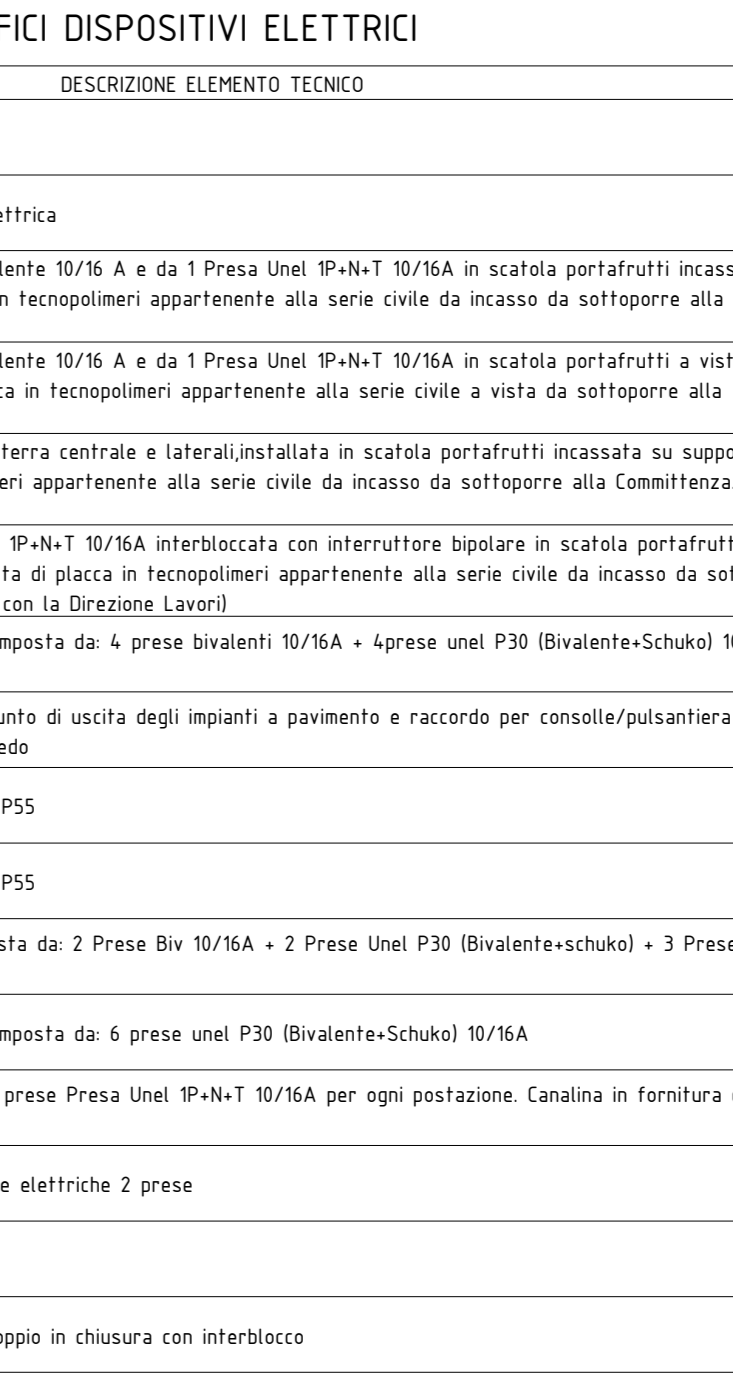 FICI DISPOSITIVI ELETTRICI
DESCRIZIONE ELEMENTO TECNICO
ettrica
lente 10/16 A e da 1 Presa Unel 1P+N+T 10/16A in scatola portafrutti incass
n tecnopolimeri appartenente alla serie civile da incasso da sottoporre alla
lente 10/16 A e da 1 Presa Unel 1P+N+T 10/16A in scatola portafrutti a vist
ca in tecnopolimeri appartenente alla serie civile a vista da sottoporre alla
terra centrale e laterali,installata in scatola portafrutti incassata su suppo
eri appartenente alla serie civile da incasso da sottoporre alla Committenza.
1P+N+T 10/16A interbloccata con interruttore bipolare in scatola portafrutt
ta di placca in tecnopolimeri appartenente alla serie civile da incasso da sot
con la Direzione Lavori)
mposta da: 4 prese bivalenti 10/16A + 4prese unel P30 (Bivalente+Schuko) 10
unto di uscita degli impianti a pavimento e raccordo per consolle/pulsantiera
edo
P55
P55
sta da: 2 Prese Biv 10/16A + 2 Prese Unel P30 (Bivalente+schuko) + 3 Prese
mposta da: 6 prese unel P30 (Bivalente+Schuko) 10/16A
prese Presa Unel 1P+N+T 10/16A per ogni postazione. Canalina in fornitura
e elettriche 2 prese
oppio in chiusura con interblocco